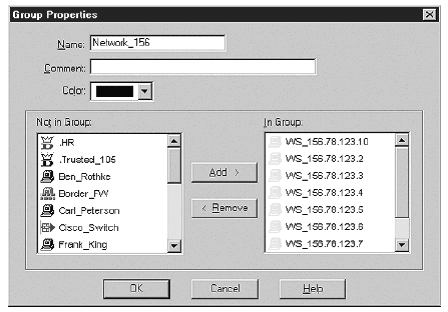 Group Properties
Name: Network_156
Comment:
Color:
Not in Group:
.HR
.Trusted_105
Ben_Rothke
Border_FW
Carl_Peterson
Cisco_Switch
Frank_King
Add >
< Remove
In Group:
WS_156.78.123.10
WS_156.78.123.2
WS_156.78.123.3
WS_156.78.123.4
WS_156.78.123.5
WS_156.78.123.6
WS_156.78.123.7
OK
Cancel
Help